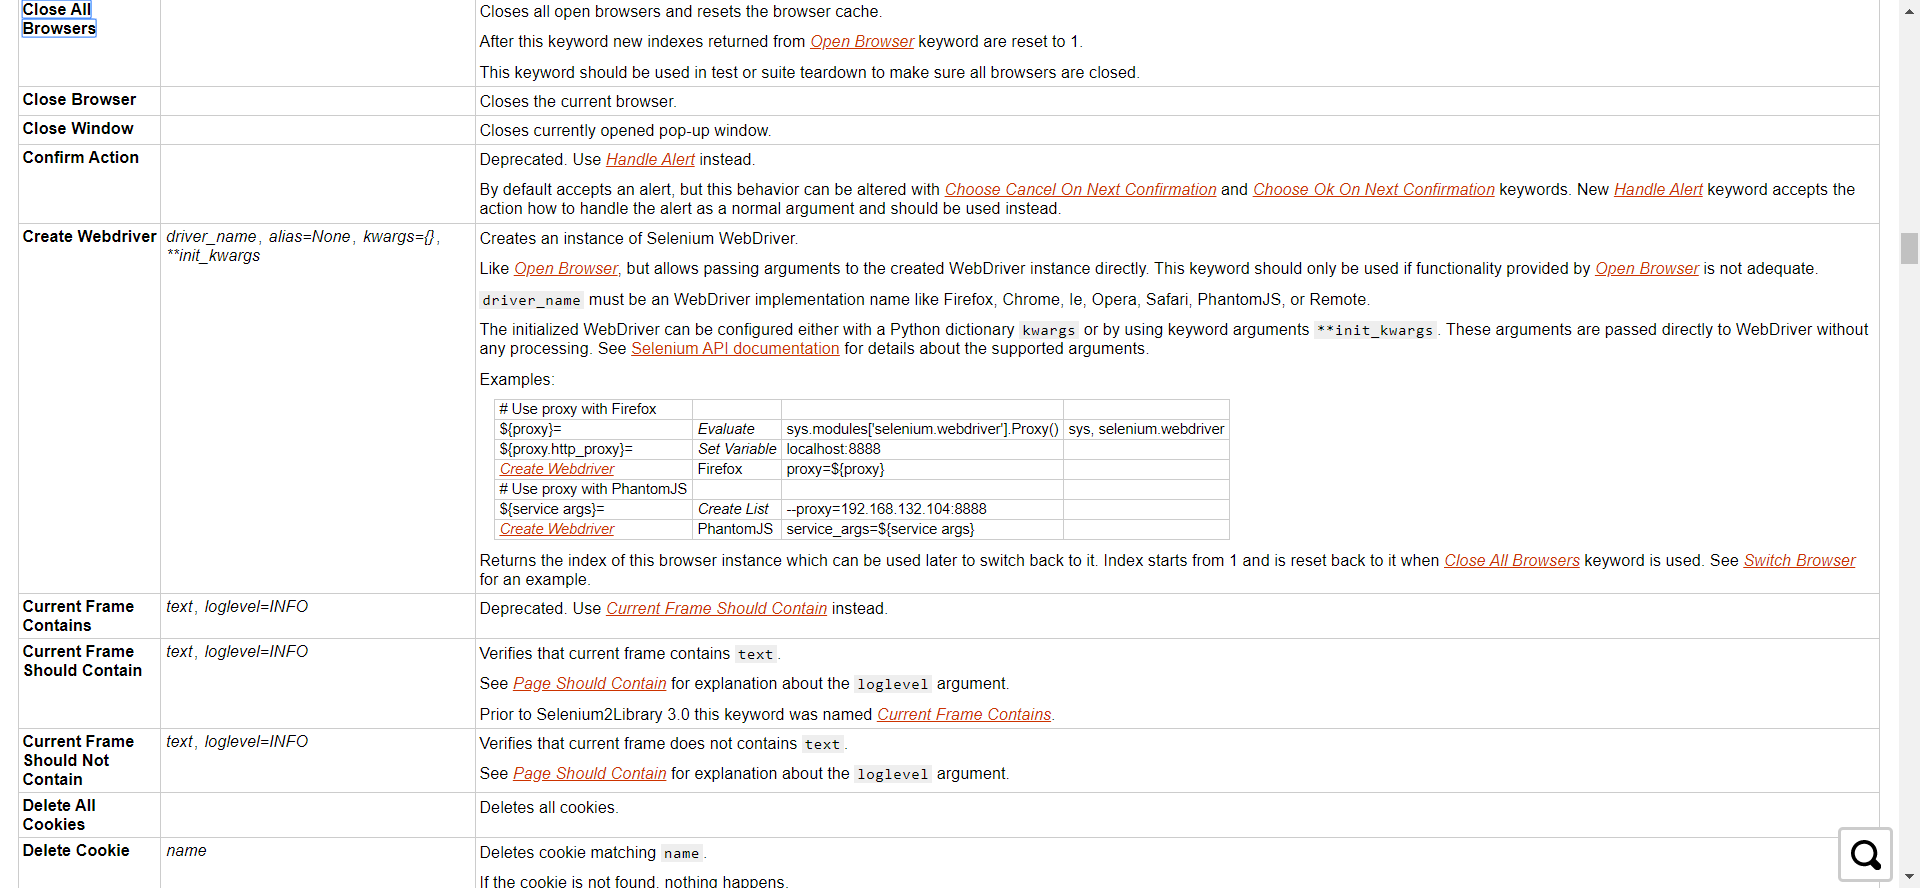 Close All
Browsers
Closes all open browsers and resets the browser cache.
After this keyword new indexes returned from Open Browser keyword are reset to 1.
This keyword should be used in test or suite teardown to make sure all browsers are closed.
Close Browser
Closes the current browser.
Close Window
Closes currently opened pop-up window.
Confirm Action
Deprecated. Use Handle Alert instead.
By default accepts an alert, but this behavior can be altered with Choose Cancel On Next Confirmation and Choose Ok On Next Confirmation keywords. New Handle Alert keyword accepts the
action how to handle the alert as a normal argument and should be used instead.
Create Webdriver
driver_name, alias=None, kwargs={},
**init_kwargs
Creates an instance of Selenium WebDriver.
Like Open Browser, but allows passing arguments to the created WebDriver instance directly. This keyword should only be used if functionality provided by Open Browser is not adequate.
driver_name must be an WebDriver implementation name like Firefox, Chrome, Ie, Opera, Safari, PhantomJS, or Remote.
The initialized WebDriver can be configured either with a Python dictionary kwargs or by using keyword arguments **init_kwargs. These arguments are passed directly to WebDriver without
any processing. See Selenium API documentation for details about the supported arguments.
Examples:
# Use proxy with Firefox
${proxy}= Evaluate sys.modules['selenium.webdriver'].Proxy() sys, selenium.webdriver
${proxy.http_proxy}= Set Variable localhost:8888
Create Webdriver Firefox proxy=${proxy}
# Use proxy with PhantomJS
${service args}= Create List --proxy=192.168.132.104:8888
Create Webdriver PhantomJS service_args=${service args}
Returns the index of this browser instance which can be used later to switch back to it. Index starts from 1 and is reset back to it when Close All Browsers keyword is used. See Switch Browser
for an example.
Current Frame
Contains
text, loglevel=INFO
Deprecated. Use Current Frame Should Contain instead.
Current Frame
Should Contain
text, loglevel=INFO
Verifies that current frame contains text.
See Page Should Contain for explanation about the loglevel argument.
Prior to Selenium2Library 3.0 this keyword was named Current Frame Contains.
Current Frame
Should Not
Contain
text, loglevel=INFO
Verifies that current frame does not contains text.
See Page Should Contain for explanation about the loglevel argument.
Delete All
Cookies
Deletes all cookies.
Delete Cookie
name
Deletes cookie matching name.
If the cookie is not found, nothing happens.